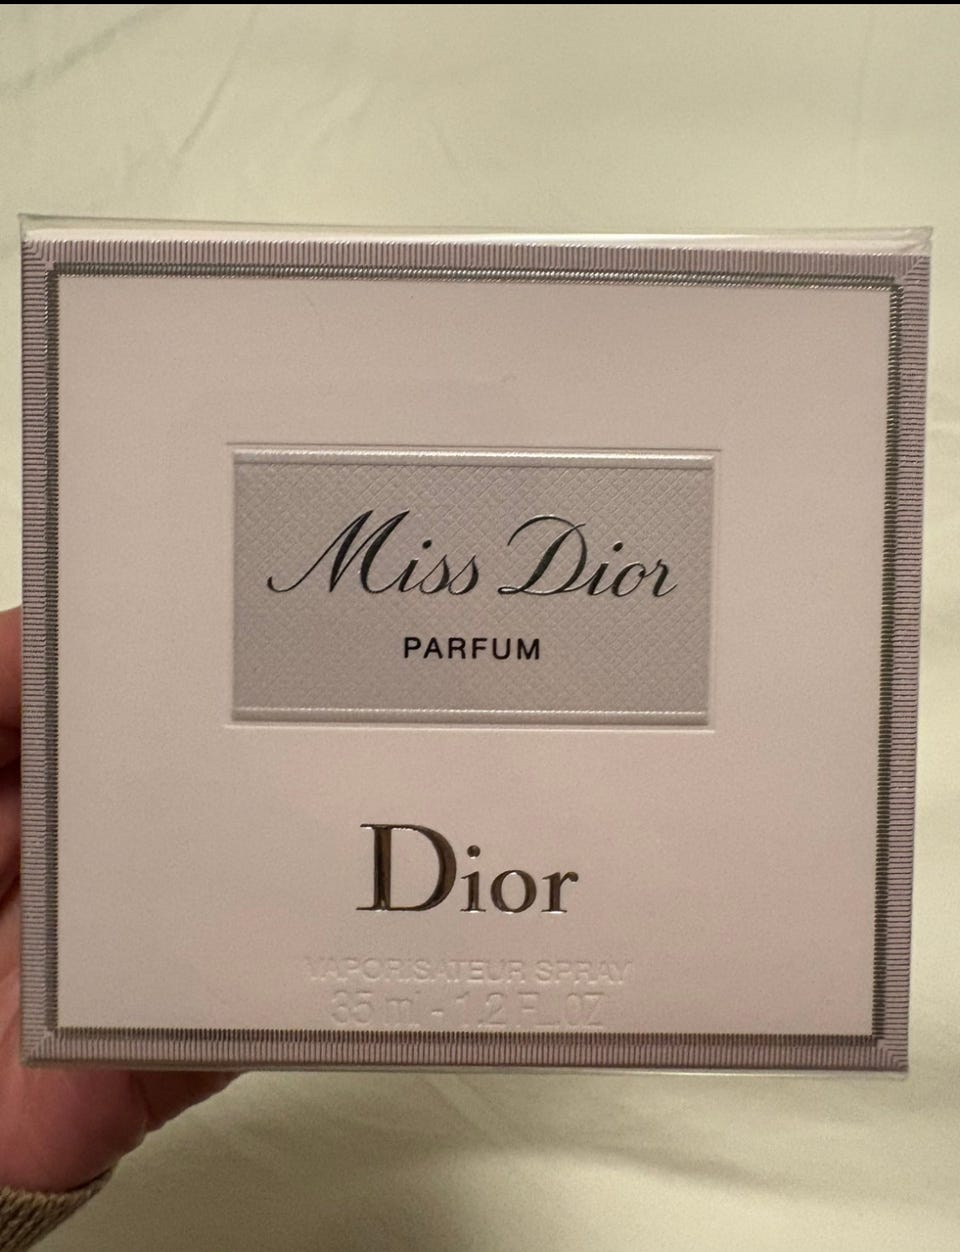 Miss Dior
PARFUM
Dior
VAPORISATEUR SPRAY
35 ml - 1.2 FL.OZ